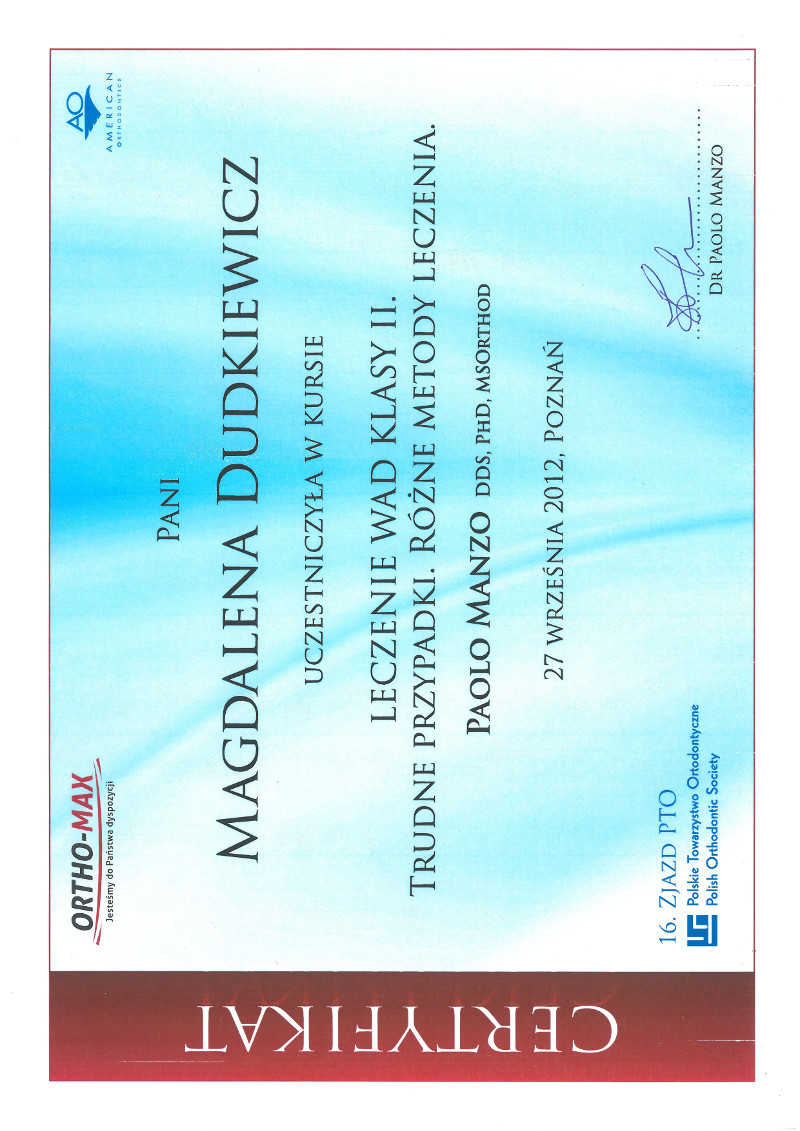 CERTYFIKAT
ORTHO-MAX
Jesteśmy do Państwa dyspozycji
AO
AMERICAN
ORTHODONTICS
PANI
MAGDALENA DUDKIEWICZ
UCZESTNICZYŁA W KURSIE
LECZENIE WAD KLASY II.
TRUDNE PRZYPADKI. RÓŻNE METODY LECZENIA.
PAOLO MANZO DDS, PHD, MSORTHOD
27 WRZEŚNIA 2012, POZNAŃ
16. ZJAZD PTO
Polskie Towarzystwo Ortodontyczne
Polish Orthodontic Society
DR PAOLO MANZO